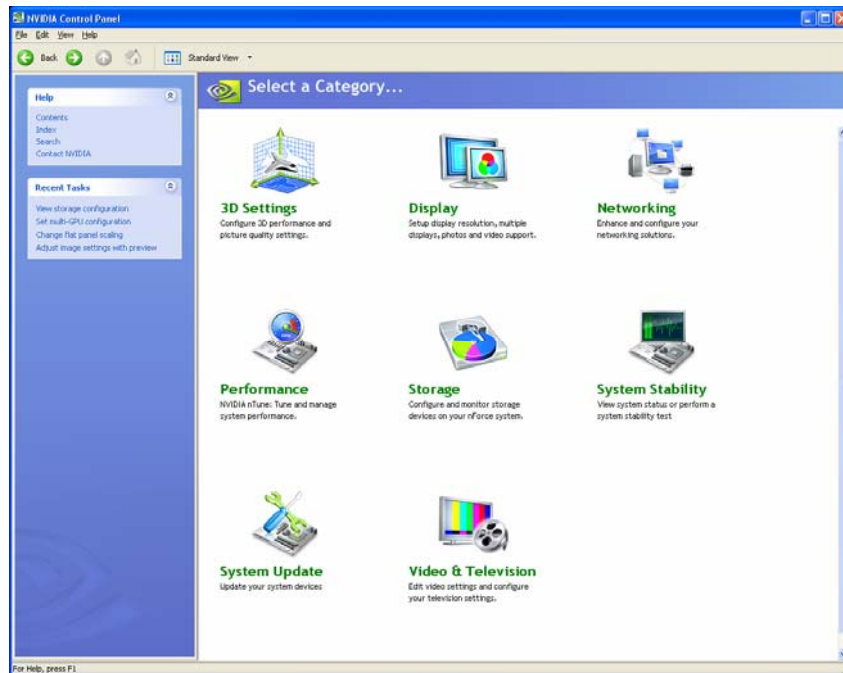 NVIDIA Control Panel
File Edit View Help
Back Standard View
Help
Contents
Index
Search
Contact NVIDIA
Recent Tasks
View storage configuration
Set multi-GPU configuration
Change flat panel scaling
Adjust image settings with preview
Select a Category...
3D Settings
Configure 3D performance and
picture quality settings.
Display
Setup display resolution, multiple
displays, photos and video support.
Networking
Enhance and configure your
networking solutions.
Performance
NVIDIA nTune: Tune and manage
system performance.
Storage
Configure and monitor storage
devices on your nForce system.
System Stability
View system status or perform a
system stability test
System Update
Update your system devices
Video & Television
Edit video settings and configure
your television settings.
For Help, press F1